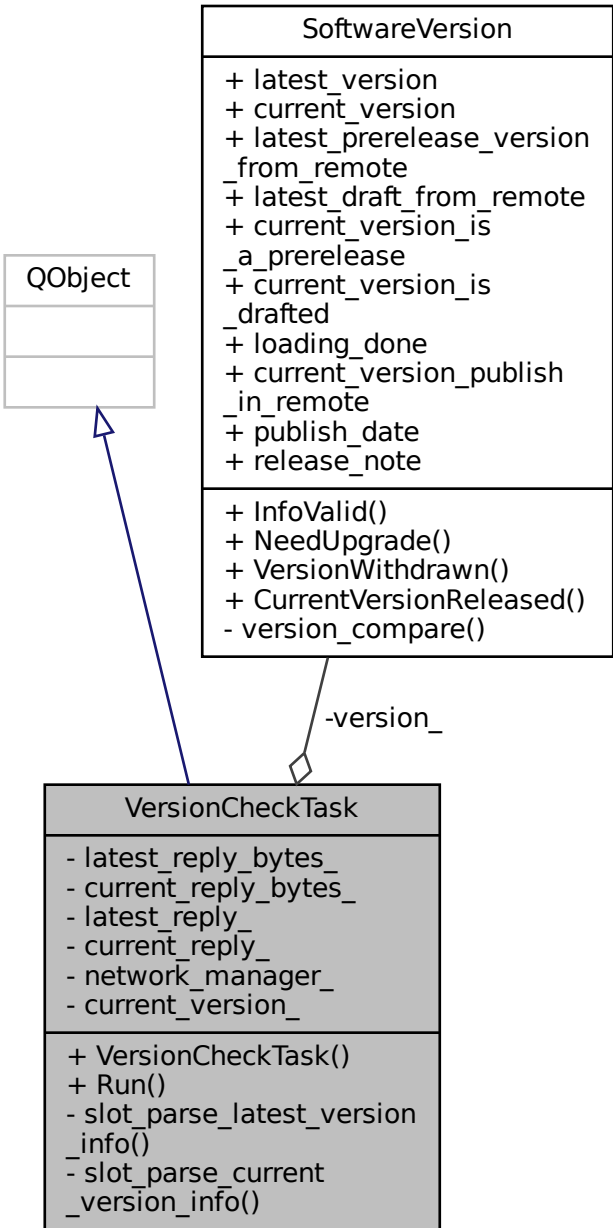 SoftwareVersion
+ latest_version
+ current_version
+ latest_prerelease_version
_from_remote
+ latest_draft_from_remote
+ current_version_is
_a_prerelease
+ current_version_is
_drafted
+ loading_done
+ current_version_publish
_in_remote
+ publish_date
+ release_note
+ InfoValid()
+ NeedUpgrade()
+ VersionWithdrawn()
+ CurrentVersionReleased()
- version_compare()
QObject
-version_
VersionCheckTask
- latest_reply_bytes_
- current_reply_bytes_
- latest_reply_
- current_reply_
- network_manager_
- current_version_
+ VersionCheckTask()
+ Run()
- slot_parse_latest_version
_info()
- slot_parse_current
_version_info()